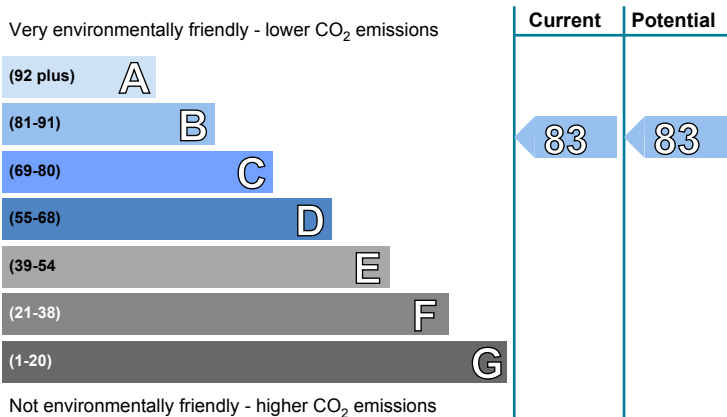 Very environmentally friendly - lower CO2 emissions
Current Potential
(92 plus) A
(81-91) B
83 83
(69-80) C
(55-68) D
(39-54 E
(21-38) F
(1-20) G
Not environmentally friendly - higher CO2 emissions